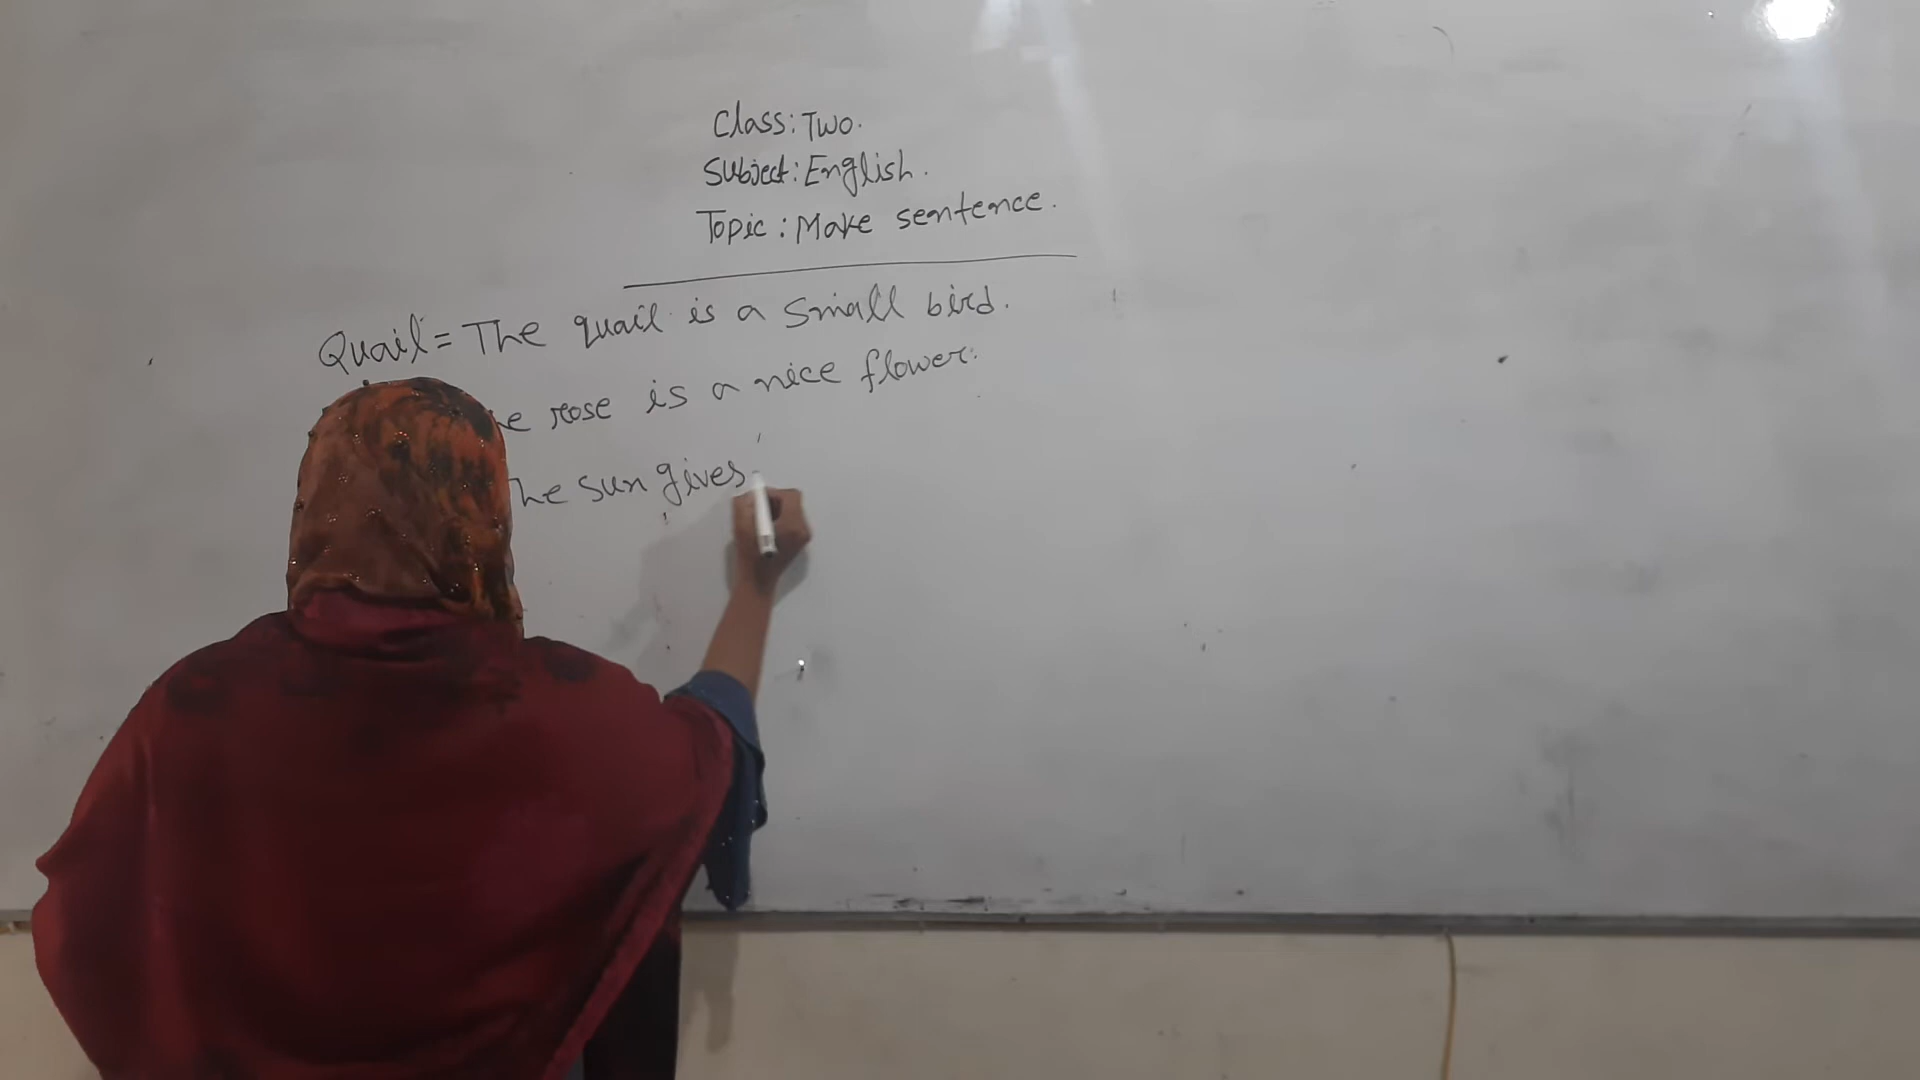 Class: Two.
Subject: English.
Topic: Make sentence.
Quail = The quail is a small bird.
rose is a nice flower.
sun gives